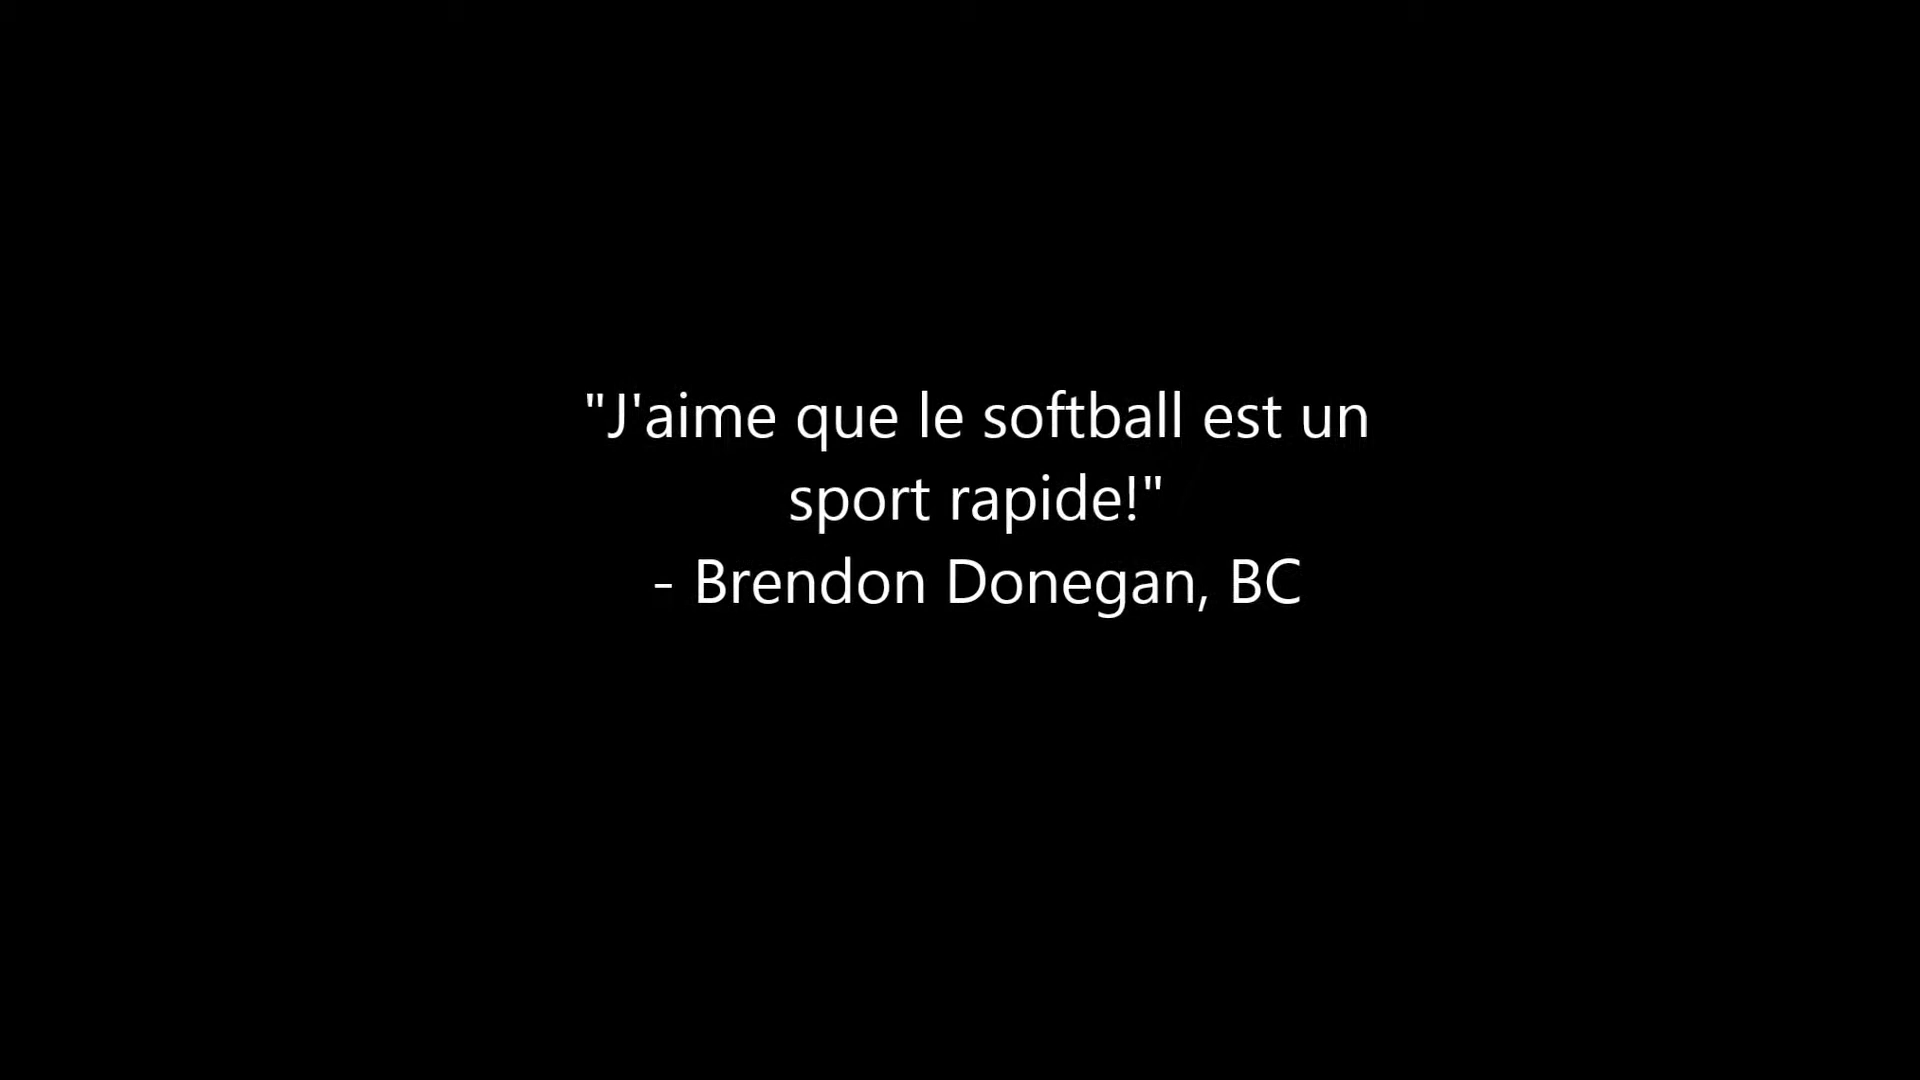 "J'aime que le softball est un
sport rapide!"
- Brendon Donegan, BC